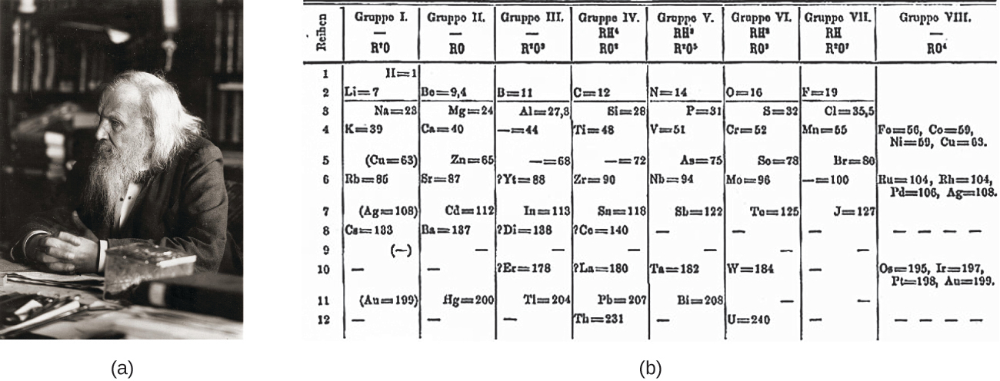 Reihen Gruppe I. Gruppe II. Gruppe III. Gruppe IV. Gruppe V. Gruppe VI. Gruppe VII. Gruppe VIII.
— — — RH⁴ RH³ RH² RH —
R²O RO R²O³ RO² R²O⁵ RO³ R²O⁷ RO⁴
1 H=1
2 Li=7 Be=9,4 B=11 C=12 N=14 O=16 F=19
3 Na=23 Mg=24 Al=27,3 Si=28 P=31 S=32 Cl=35,5
4 K=39 Ca=40 —=44 Ti=48 V=51 Cr=52 Mn=55 Fe=56, Co=59,
Ni=59, Cu=63.
5 (Cu=63) Zn=65 —=68 —=72 As=75 Se=78 Br=80
6 Rb=85 Sr=87 ?Yt=88 Zr=90 Nb=94 Mo=96 —=100 Ru=104, Rh=104,
Pd=106, Ag=108.
7 (Ag=108) Cd=112 In=113 Sn=118 Sb=122 Te=125 J=127
8 Cs=133 Ba=137 ?Di=138 ?Ce=140 — — — — — — —
9 (—) — — — — — —
10 — — ?Er=178 ?La=180 Ta=182 W=184 — Os=195, Ir=197,
Pt=198, Au=199.
11 (Au=199) Hg=200 Tl=204 Pb=207 Bi=208 — —
12 — — — Th=231 — U=240 — — — — —
(a) (b)